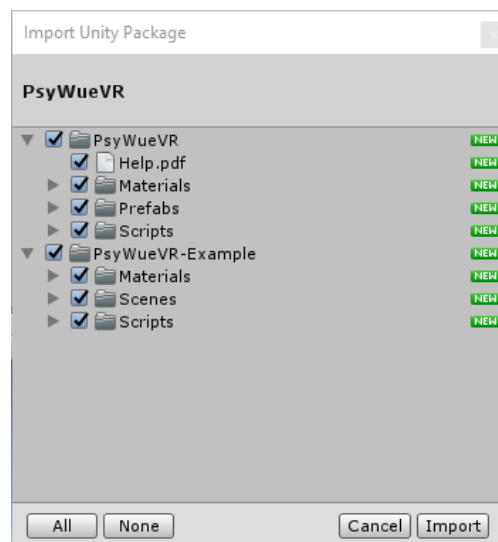 Import Unity Package
PsyWueVR
PsyWueVR NEW
Help.pdf NEW
Materials NEW
Prefabs NEW
Scripts NEW
PsyWueVR-Example NEW
Materials NEW
Scenes NEW
Scripts NEW
All None Cancel Import